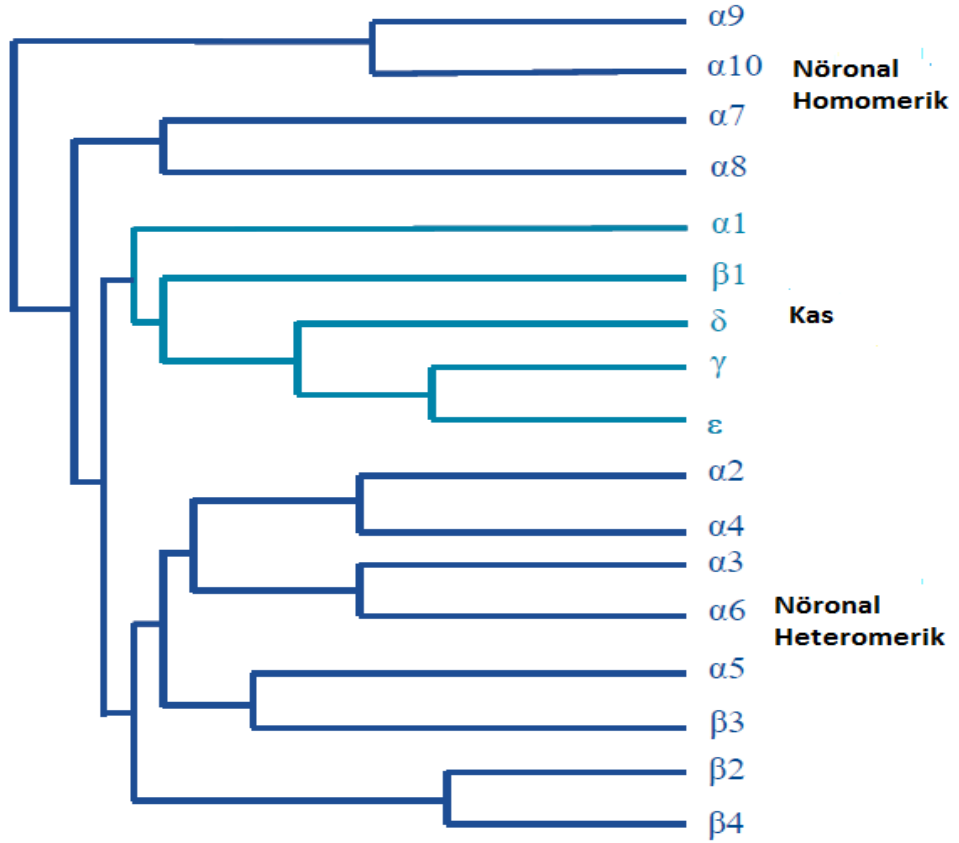 α9
α10
Nöronal
Homomerik
α7
α8
α1
β1
δ
Kas
γ
ε
α2
α4
α3
α6
Nöronal
Heteromerik
α5
β3
β2
β4